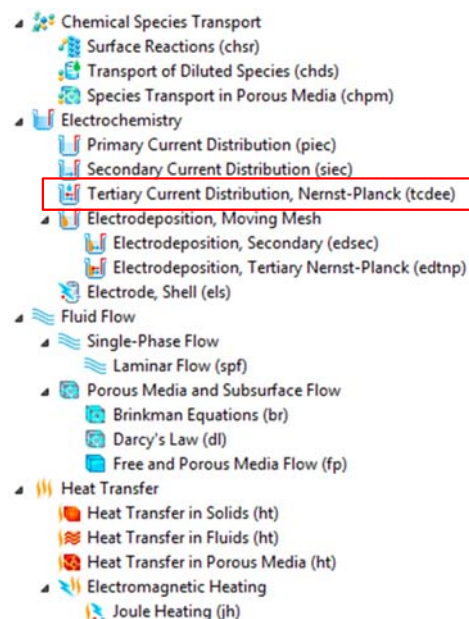 Chemical Species Transport
Surface Reactions (chsr)
Transport of Diluted Species (chds)
Species Transport in Porous Media (chpm)
Electrochemistry
Primary Current Distribution (piec)
Secondary Current Distribution (siec)
Tertiary Current Distribution, Nernst-Planck (tcdee)
Electrodeposition, Moving Mesh
Electrodeposition, Secondary (edsec)
Electrodeposition, Tertiary Nernst-Planck (edtnp)
Electrode, Shell (els)
Fluid Flow
Single-Phase Flow
Laminar Flow (spf)
Porous Media and Subsurface Flow
Brinkman Equations (br)
Darcy's Law (dl)
Free and Porous Media Flow (fp)
Heat Transfer
Heat Transfer in Solids (ht)
Heat Transfer in Fluids (ht)
Heat Transfer in Porous Media (ht)
Electromagnetic Heating
Joule Heating (jh)